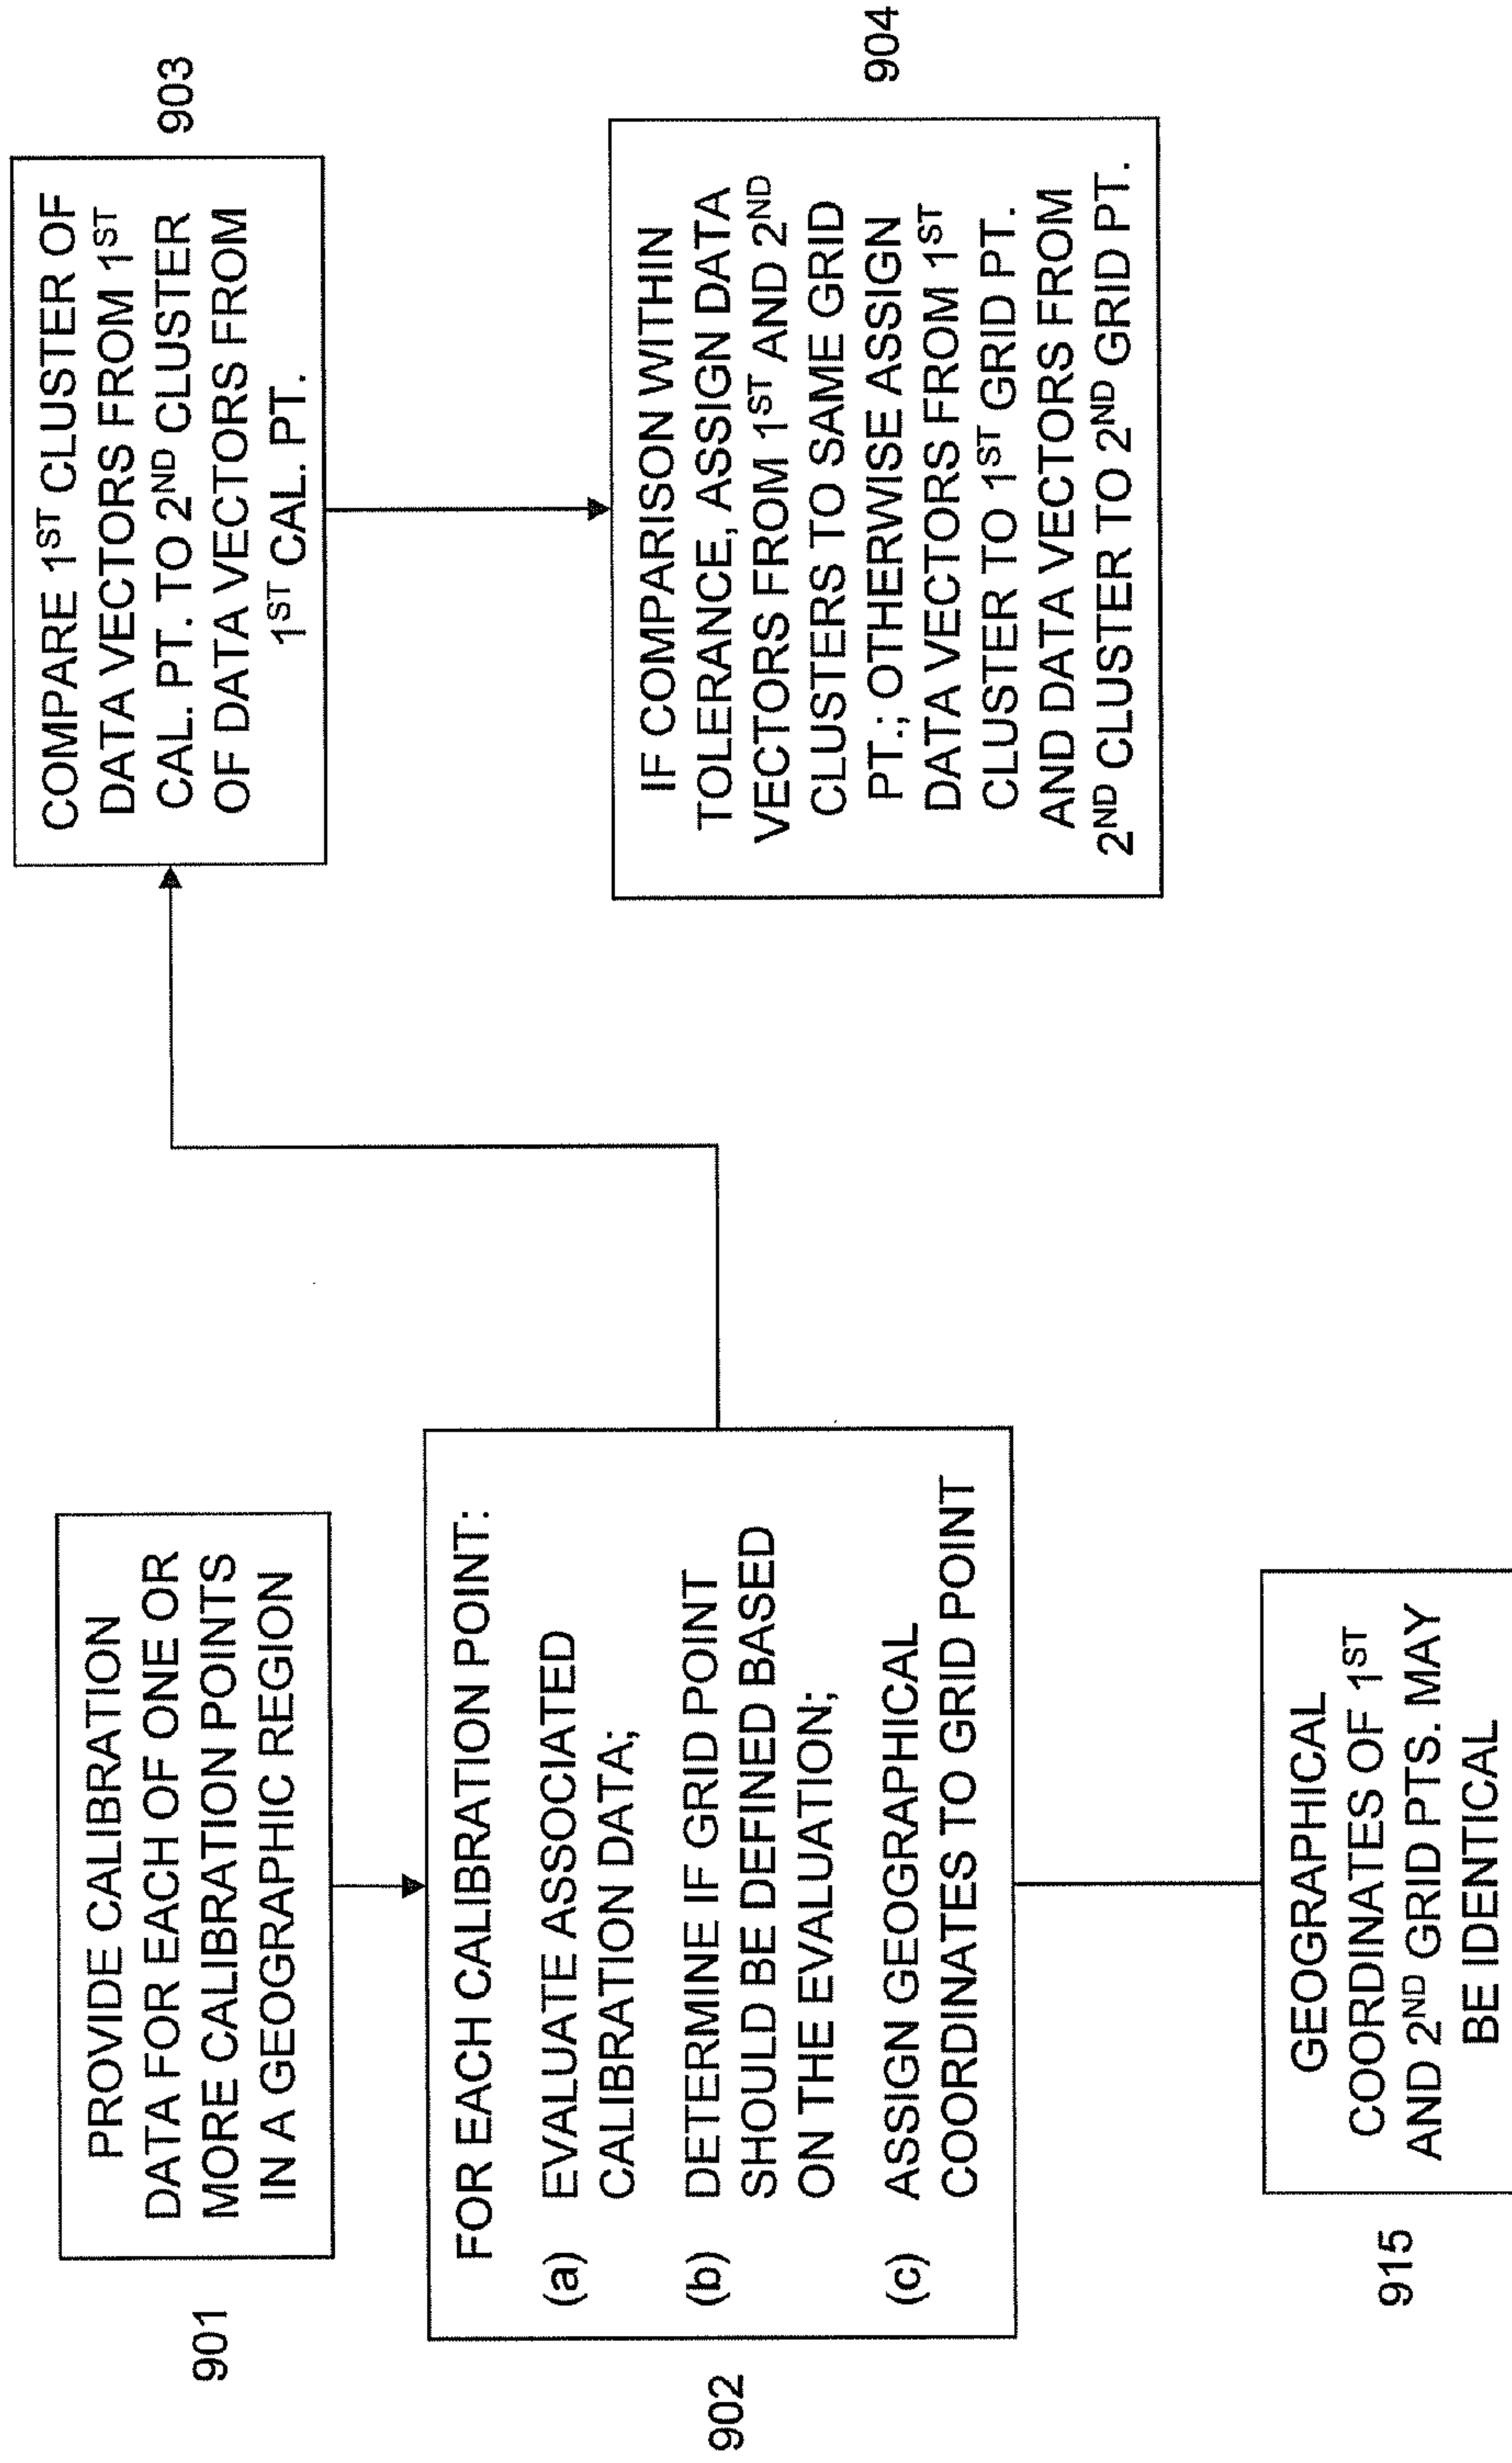 PROVIDE CALIBRATION
DATA FOR EACH OF ONE OR
MORE CALIBRATION POINTS
IN A GEOGRAPHIC REGION
901
FOR EACH CALIBRATION POINT:
(a) EVALUATE ASSOCIATED
CALIBRATION DATA;
(b) DETERMINE IF GRID POINT
SHOULD BE DEFINED BASED
ON THE EVALUATION;
(c) ASSIGN GEOGRAPHICAL
COORDINATES TO GRID POINT
902
GEOGRAPHICAL
COORDINATES OF 1ST
AND 2ND GRID PTS. MAY
BE IDENTICAL
915
COMPARE 1ST CLUSTER OF
DATA VECTORS FROM 1ST
CAL. PT. TO 2ND CLUSTER
OF DATA VECTORS FROM
1ST CAL. PT.
903
IF COMPARISON WITHIN
TOLERANCE, ASSIGN DATA
VECTORS FROM 1ST AND 2ND
CLUSTERS TO SAME GRID
PT.; OTHERWISE ASSIGN
DATA VECTORS FROM 1ST
CLUSTER TO 1ST GRID PT.
AND DATA VECTORS FROM
2ND CLUSTER TO 2ND GRID PT.
904